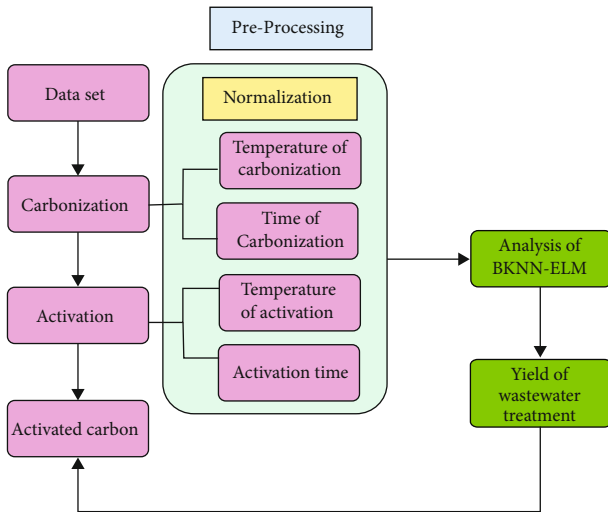 Pre-Processing
Data set
Normalization
Temperature of
carbonization
Carbonization
Time of
Carbonization
Analysis of
BKNN-ELM
Temperature
of activation
Activation
Activation time
Yield of
wastewater
treatment
Activated carbon